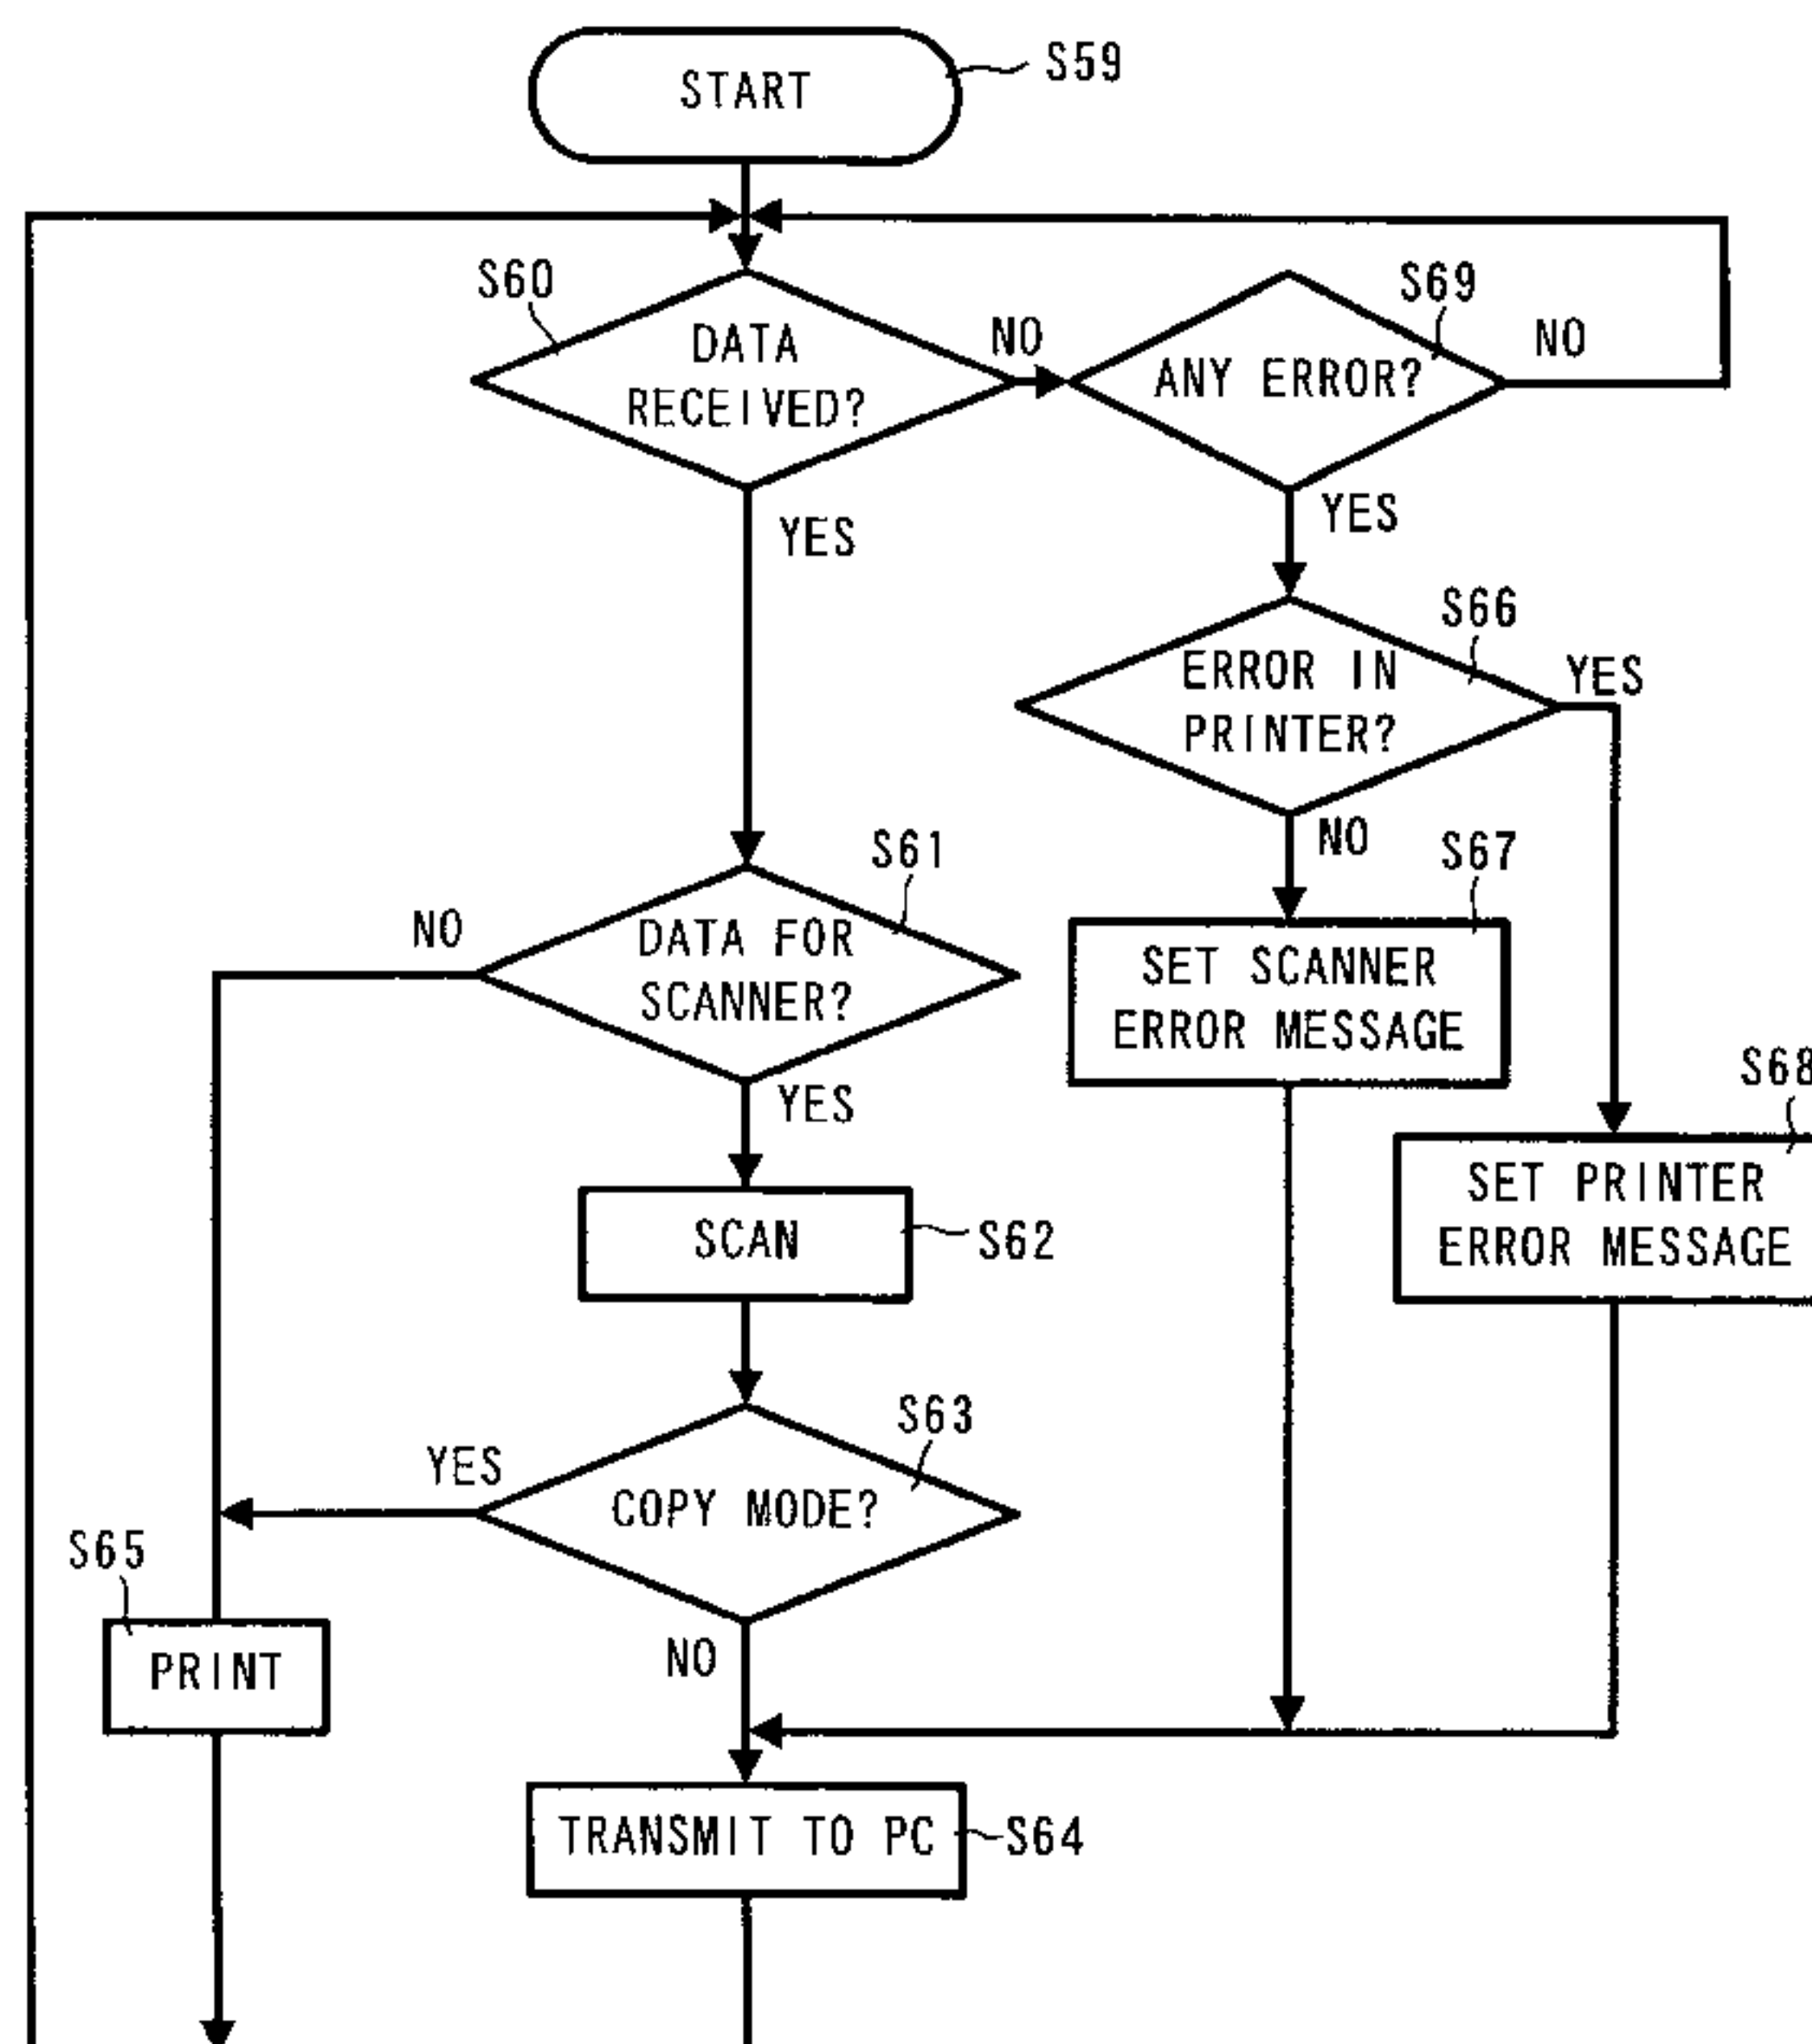 START
S59
S60
DATA
RECEIVED?
NO
S69
ANY ERROR?
NO
YES
YES
S66
ERROR IN
PRINTER?
YES
NO
S61
DATA FOR
SCANNER?
NO
YES
S67
SET SCANNER
ERROR MESSAGE
S68
SET PRINTER
ERROR MESSAGE
SCAN
S62
S63
COPY MODE?
YES
NO
S65
PRINT
TRANSMIT TO PC
S64